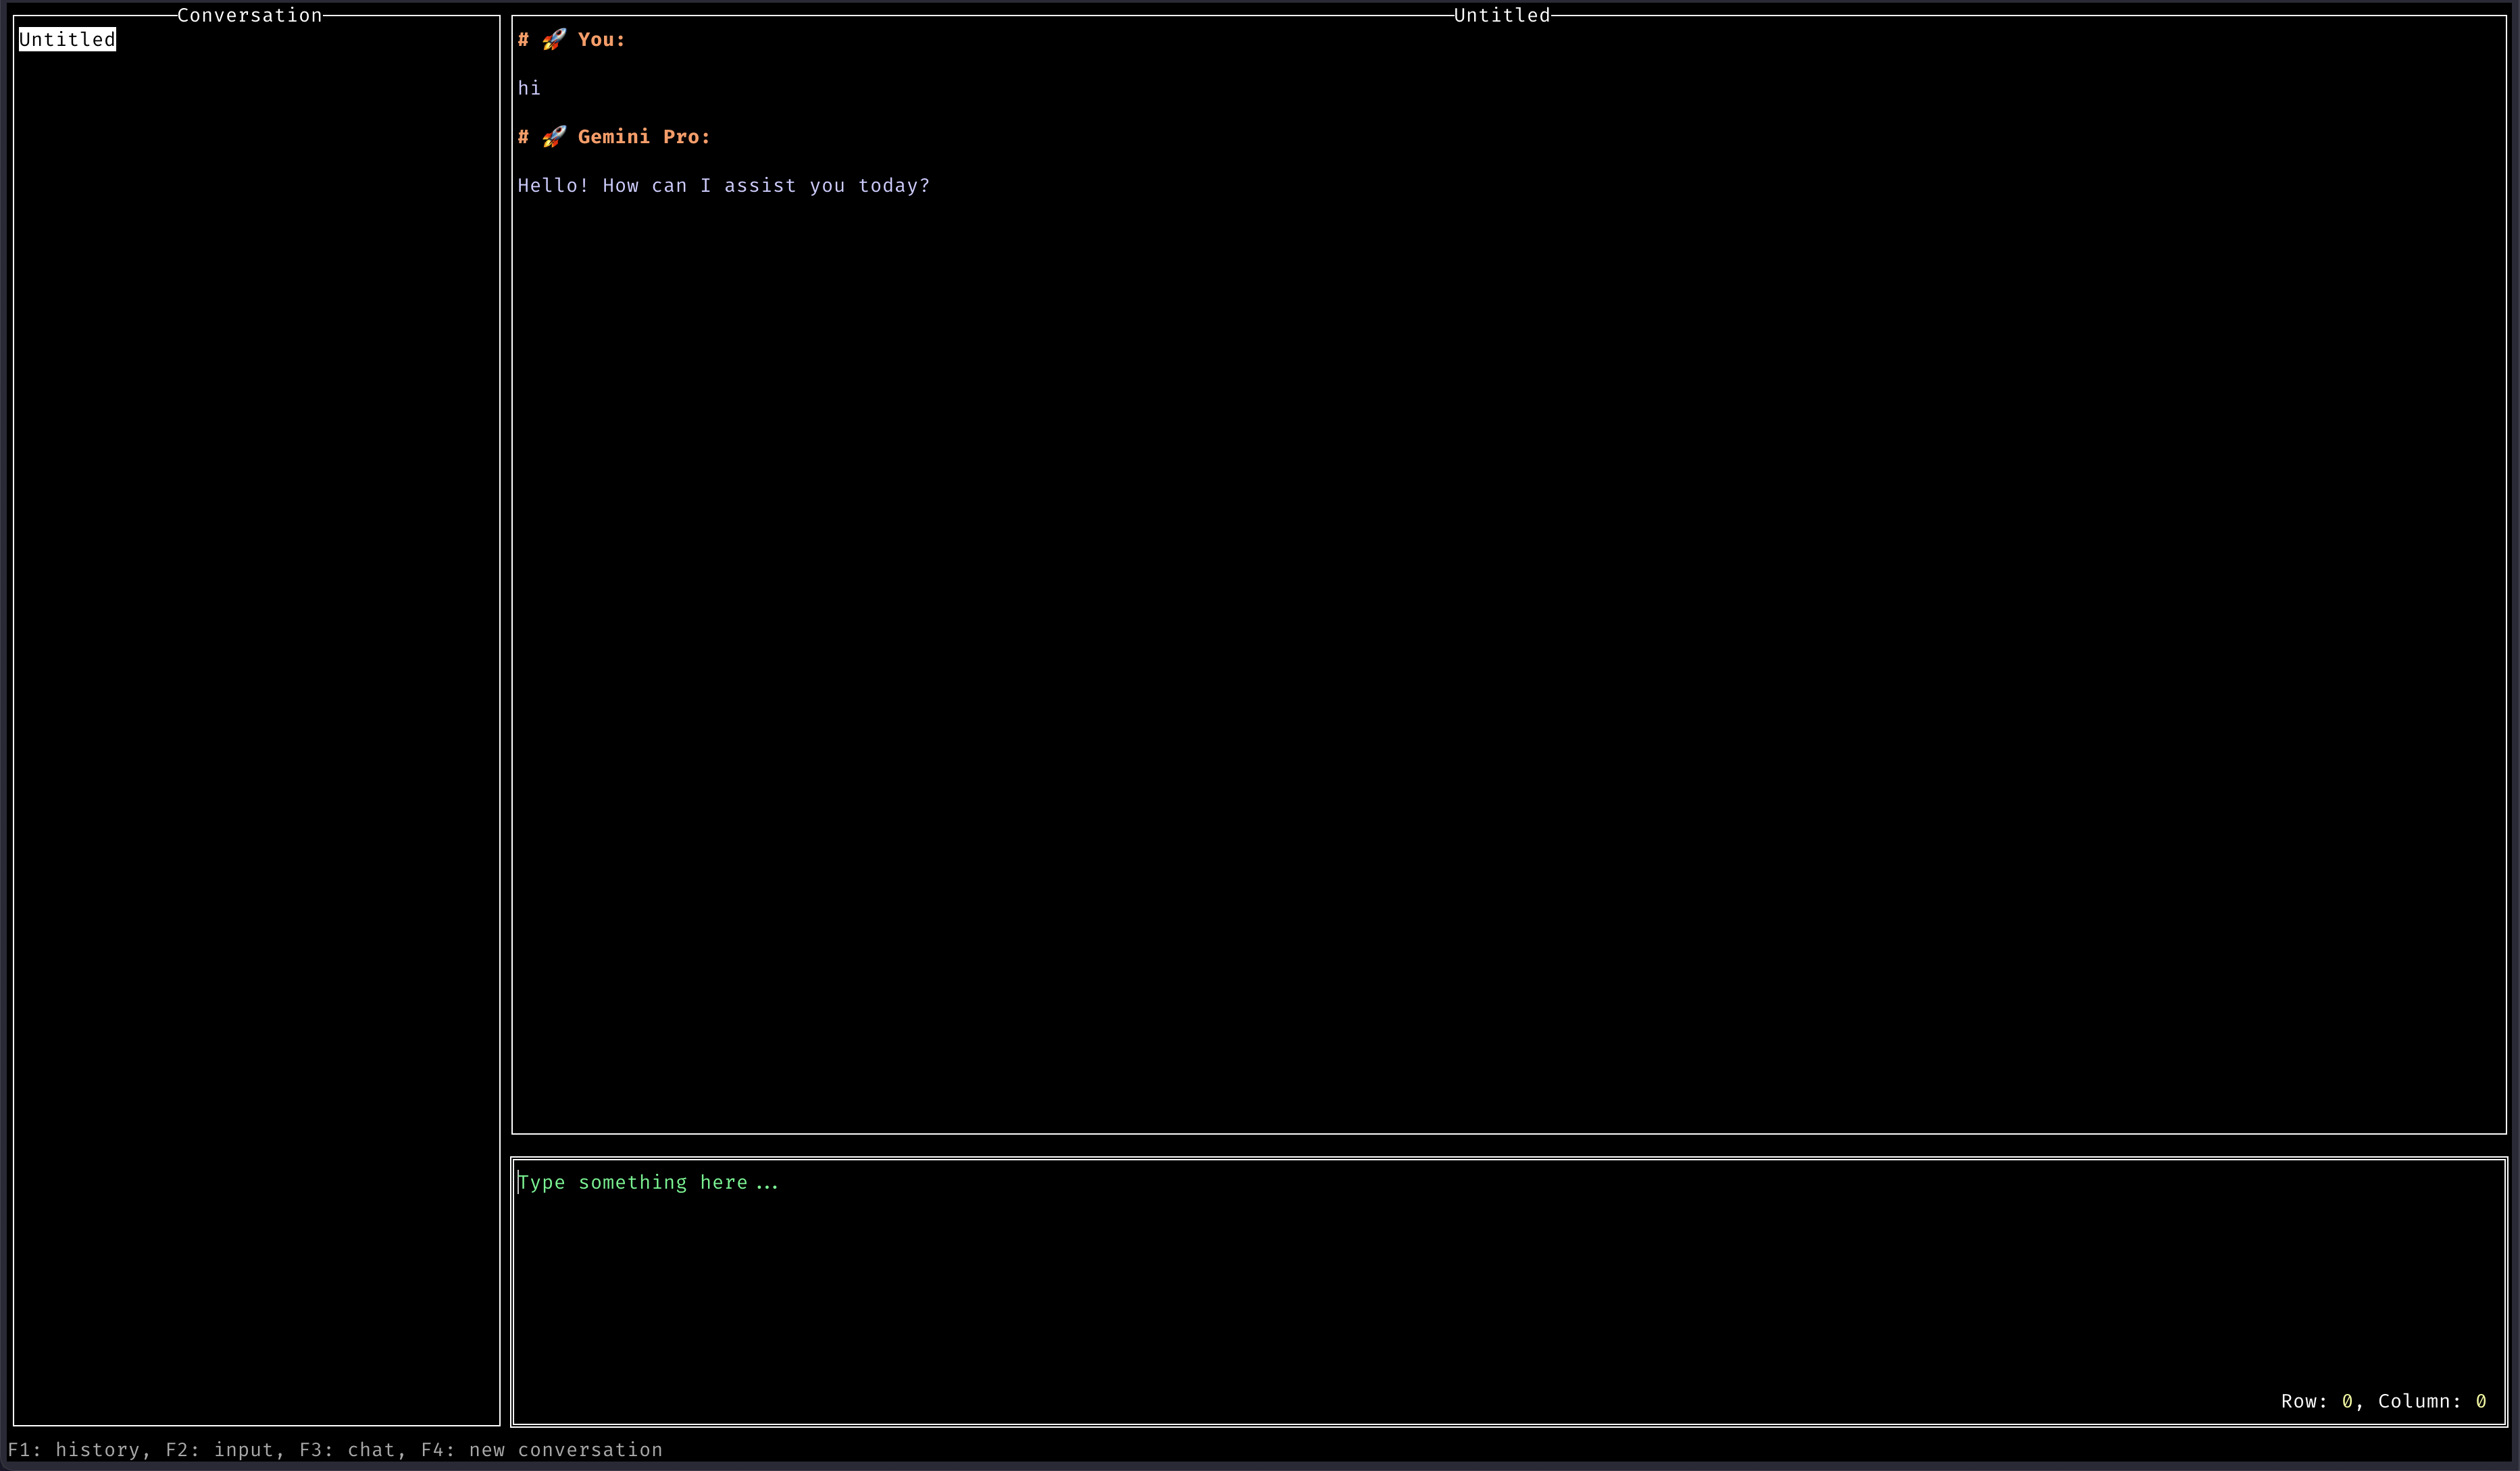 Conversation
Untitled
Untitled
# 🚀 You:
hi
# 🚀 Gemini Pro:
Hello! How can I assist you today?
Type something here...
Row: 0, Column: 0
F1: history, F2: input, F3: chat, F4: new conversation